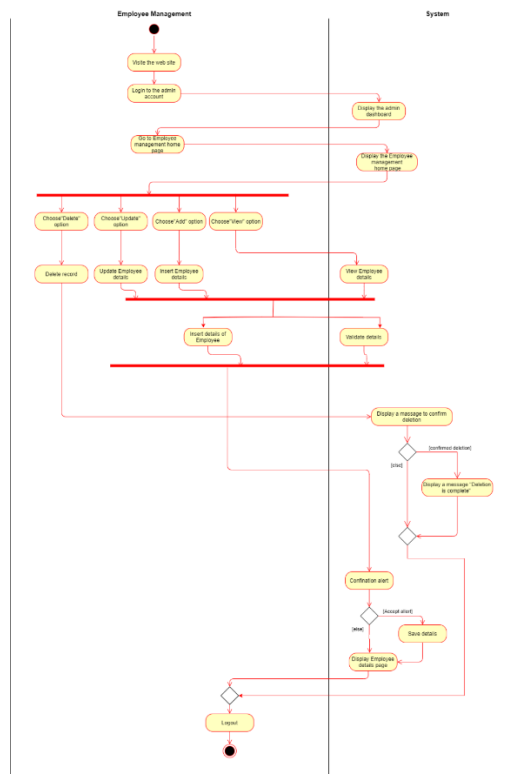 Employee Management
System
Visite the web site
Login to the admin
account
Display the admin
dashboard
Go to Employee
management home
page
Display the Employee
management
home page
Choose"Delete"
option
Choose"Update"
option
Choose"Add" option
Choose"View" option
Delete record
Update Employee
details
Insert Employee
details
View Employee
details
Insert details of
Employee
Validate details
Display a message to confirm
deletion
[confirmed deletion]
[else]
Display a message "Deletion
is complete"
Confination alert
[Accept alert]
[else]
Save details
Display Employee
details page
Logout